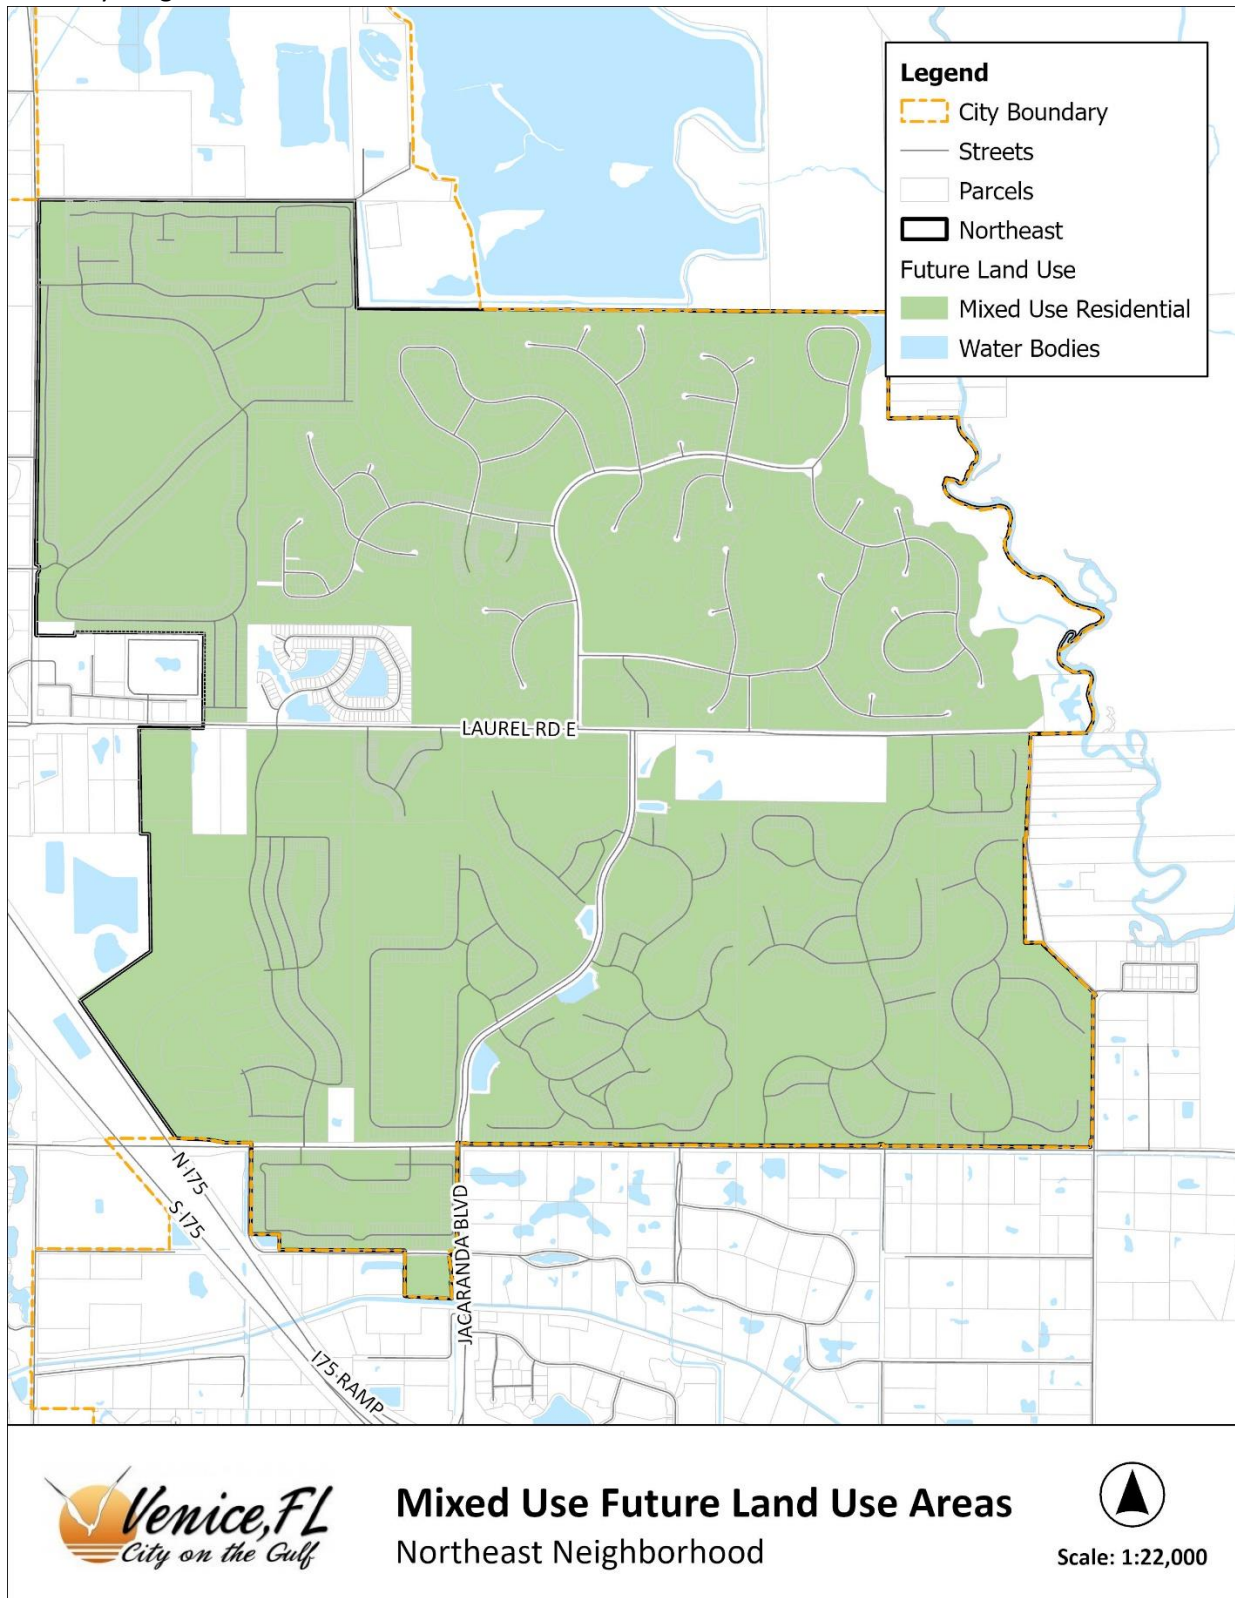 Legend
City Boundary
Streets
Parcels
Northeast
Future Land Use
Mixed Use Residential
Water Bodies
LAUREL RD E
N I75
S I75
JACARANDA BLVD
I75 RAMP
Venice, FL
City on the Gulf
Mixed Use Future Land Use Areas
Northeast Neighborhood
Scale: 1:22,000